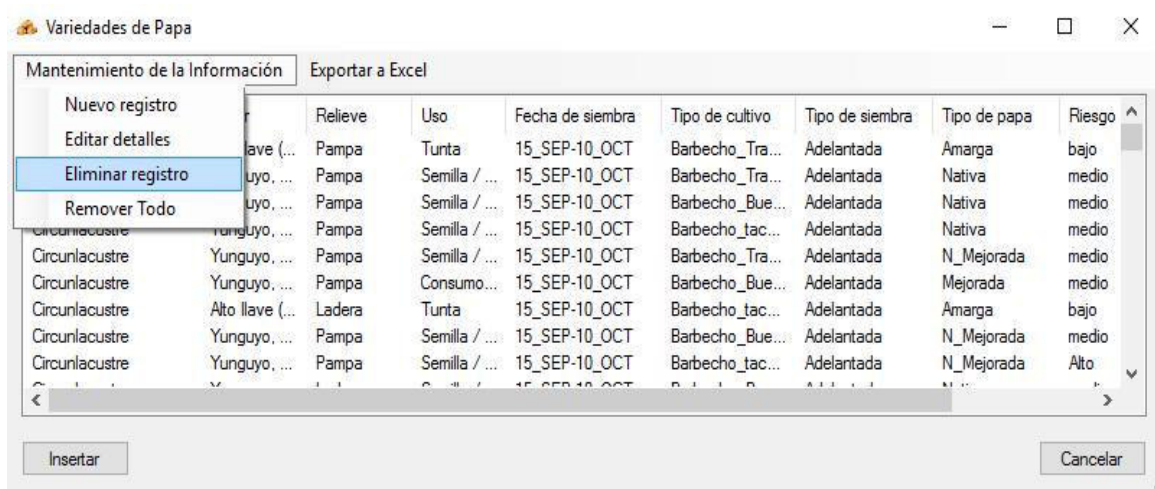 Variedades de Papa
Mantenimiento de la Información Exportar a Excel
Nuevo registro
Editar detalles
Eliminar registro
Remover Todo
Relieve Uso Fecha de siembra Tipo de cultivo Tipo de siembra Tipo de papa Riesgo
lave (... Pampa Tunta 15_SEP-10_OCT Barbecho_Tra... Adelantada Amarga bajo
uyo, ... Pampa Semilla / ... 15_SEP-10_OCT Barbecho_Tra... Adelantada Nativa medio
uyo, ... Pampa Semilla / ... 15_SEP-10_OCT Barbecho_Bue... Adelantada Nativa medio
Circunlacustre Yunguyo, ... Pampa Semilla / ... 15_SEP-10_OCT Barbecho_tac... Adelantada Nativa medio
Circunlacustre Yunguyo, ... Pampa Semilla / ... 15_SEP-10_OCT Barbecho_Tra... Adelantada N_Mejorada medio
Circunlacustre Yunguyo, ... Pampa Consumo... 15_SEP-10_OCT Barbecho_Bue... Adelantada Mejorada medio
Circunlacustre Alto Ilave (... Ladera Tunta 15_SEP-10_OCT Barbecho_tac... Adelantada Amarga bajo
Circunlacustre Yunguyo, ... Pampa Semilla / ... 15_SEP-10_OCT Barbecho_Bue... Adelantada N_Mejorada medio
Circunlacustre Yunguyo, ... Pampa Semilla / ... 15_SEP-10_OCT Barbecho_tac... Adelantada N_Mejorada Alto
Insertar Cancelar